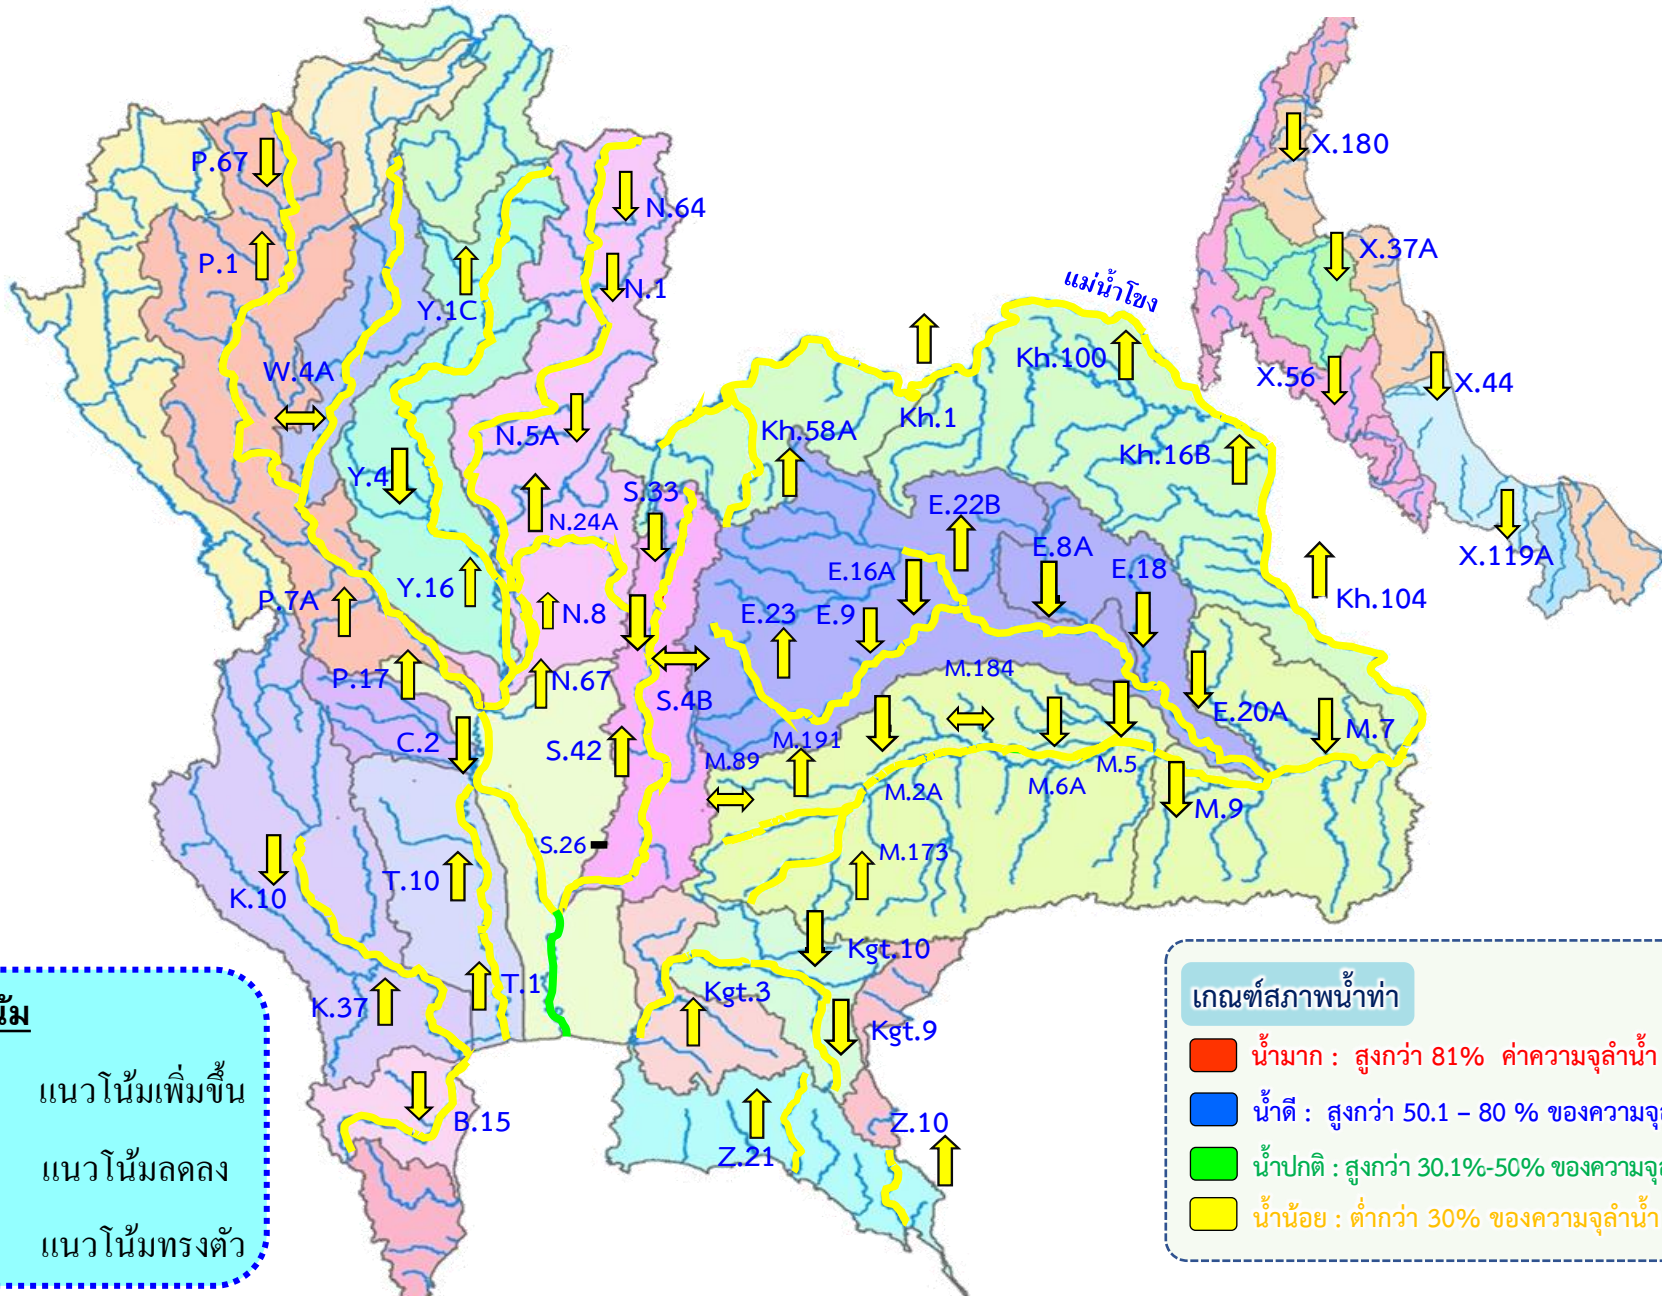 P.67
P.1
N.64
N.1
Y.1C
W.4A
Y.4
N.5A
N.24A
S.33
Y.16
P.7A
N.8
P.17
N.67
S.4B
C.2
S.42
S.26
K.10
T.10
K.37
T.1
B.15
แม่น้ำโขง
Kh.100
Kh.1
Kh.58A
Kh.16B
Kh.104
E.22B
E.8A
E.16A
E.18
E.23
E.9
E.20A
M.184
M.7
M.191
M.89
M.5
M.2A
M.6A
M.9
M.173
Kgt.10
Kgt.3
Kgt.9
Z.21
Z.10
X.180
X.37A
X.56
X.44
X.119A
แนวโน้มเพิ่มขึ้น
แนวโน้มลดลง
แนวโน้มทรงตัว
เกณฑ์สภาพน้ำท่า
น้ำมาก : สูงกว่า 81% ค่าความจุลำน้ำ
น้ำดี : สูงกว่า 50.1 – 80 % ของความจุ
น้ำปกติ : สูงกว่า 30.1%-50% ของความจุ
น้ำน้อย : ต่ำกว่า 30% ของความจุลำน้ำ